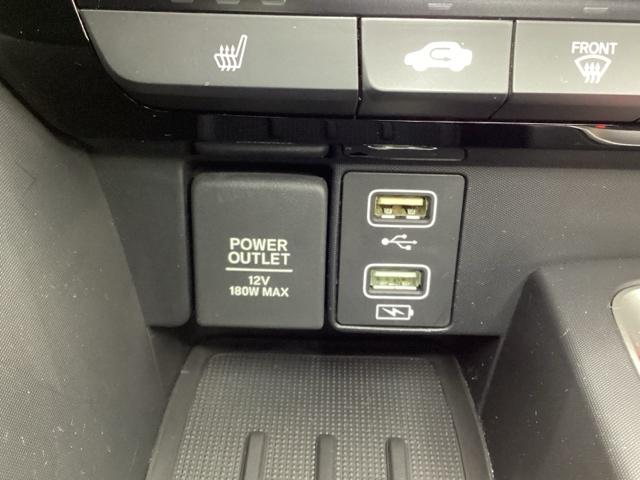 FRONT
POWER
OUTLET
12V
180W MAX